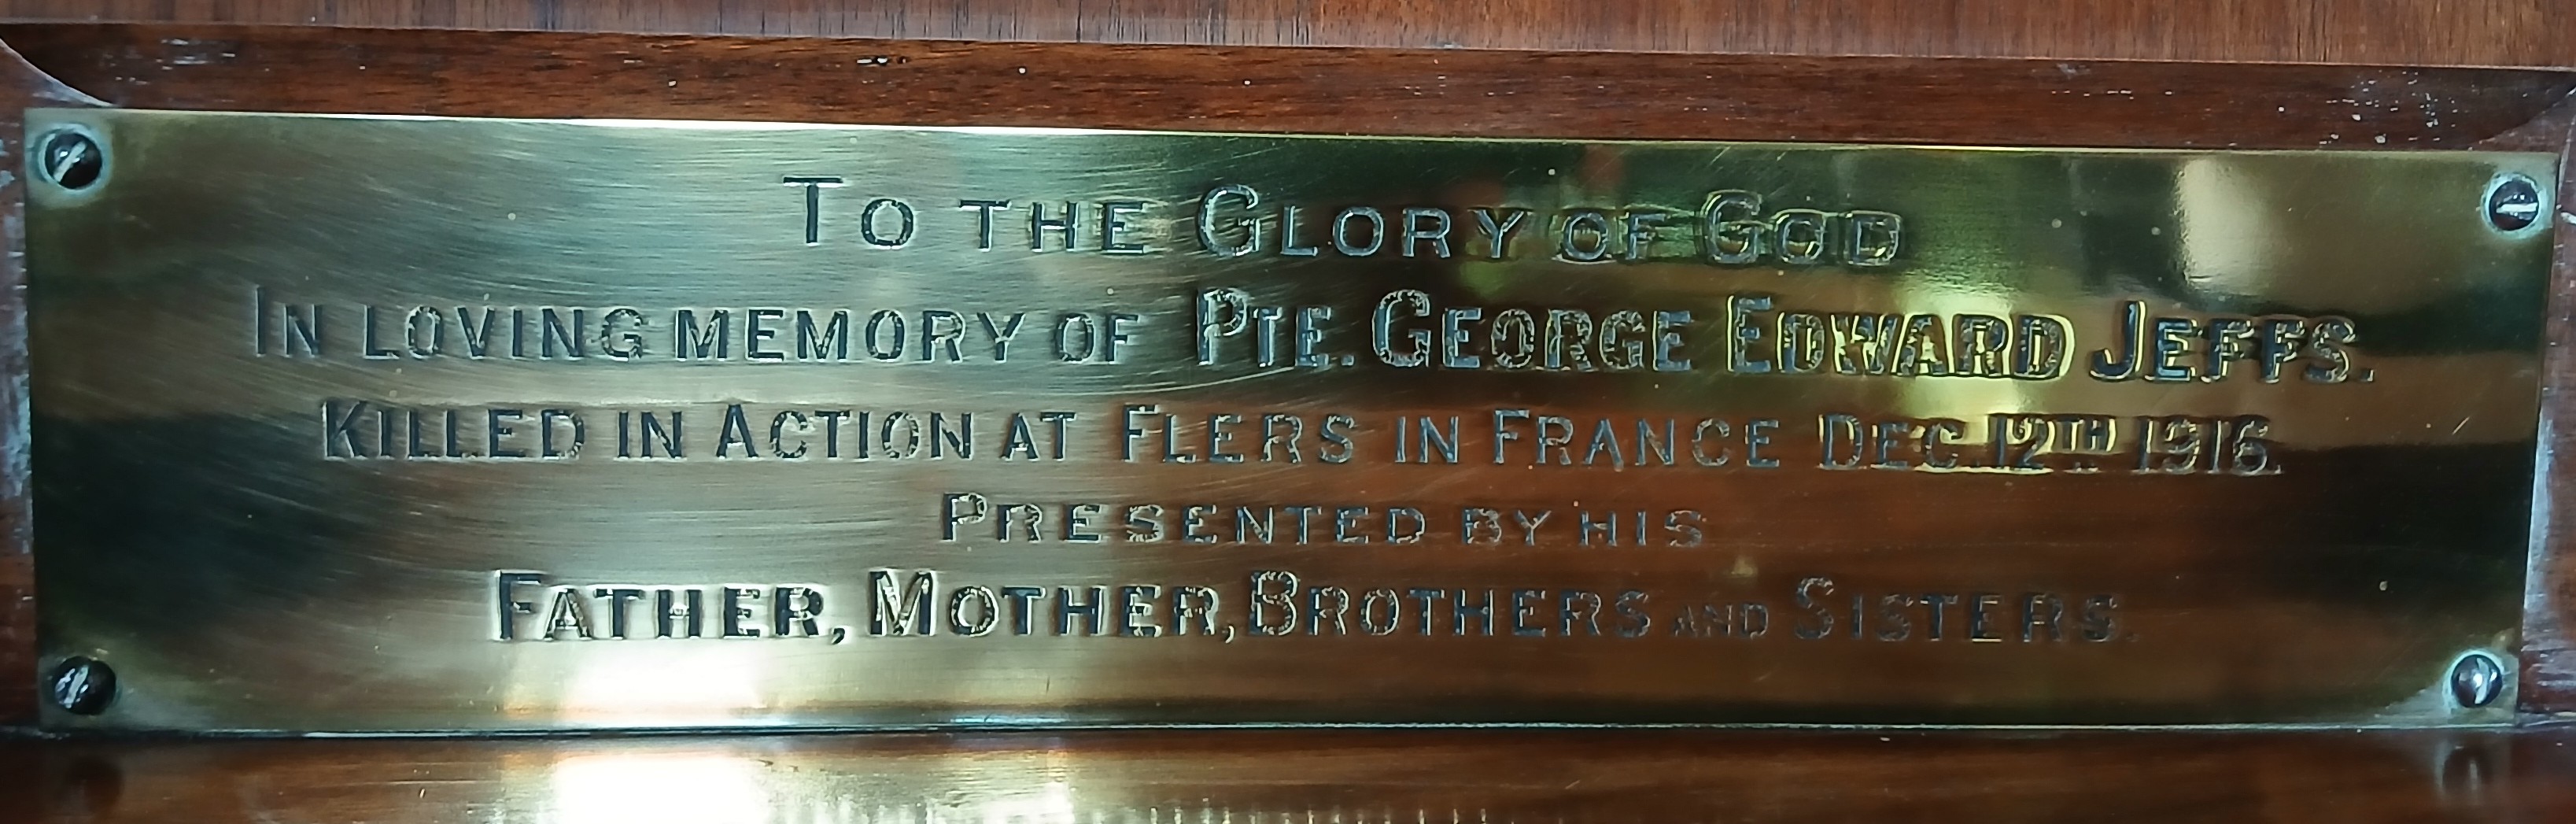 To the Glory of God
In loving memory of Pte. George Edward Jeffs.
Killed in Action at Flers in France Dec. 12th 1916.
Presented by his
Father, Mother, Brothers and Sisters.